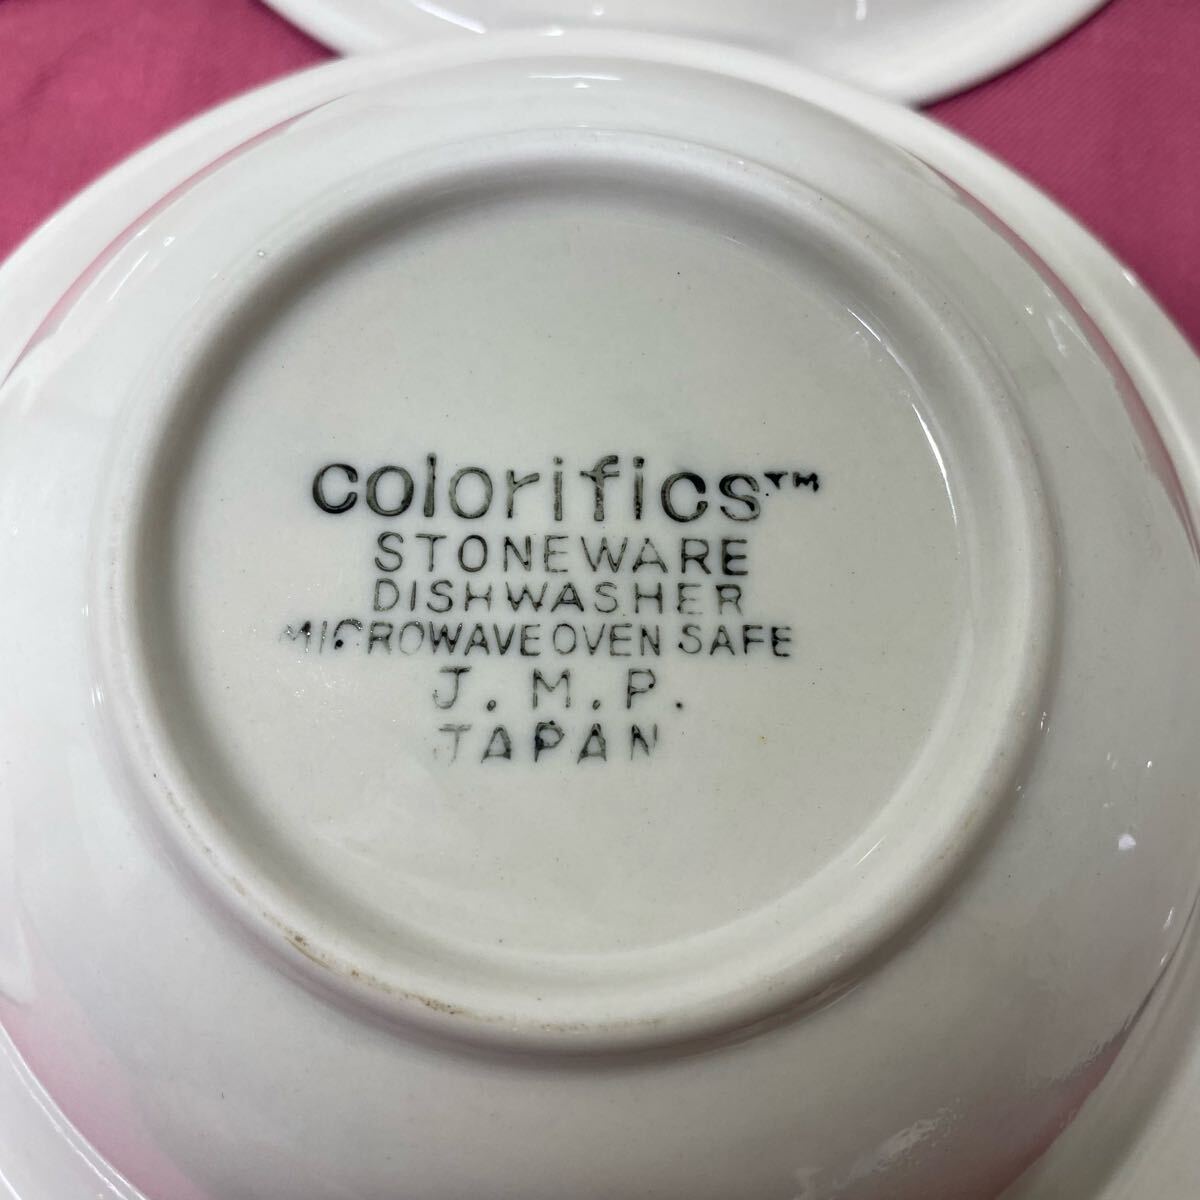 colorifics™
STONEWARE
DISHWASHER
MICROWAVE OVEN SAFE
J.M.P.
JAPAN